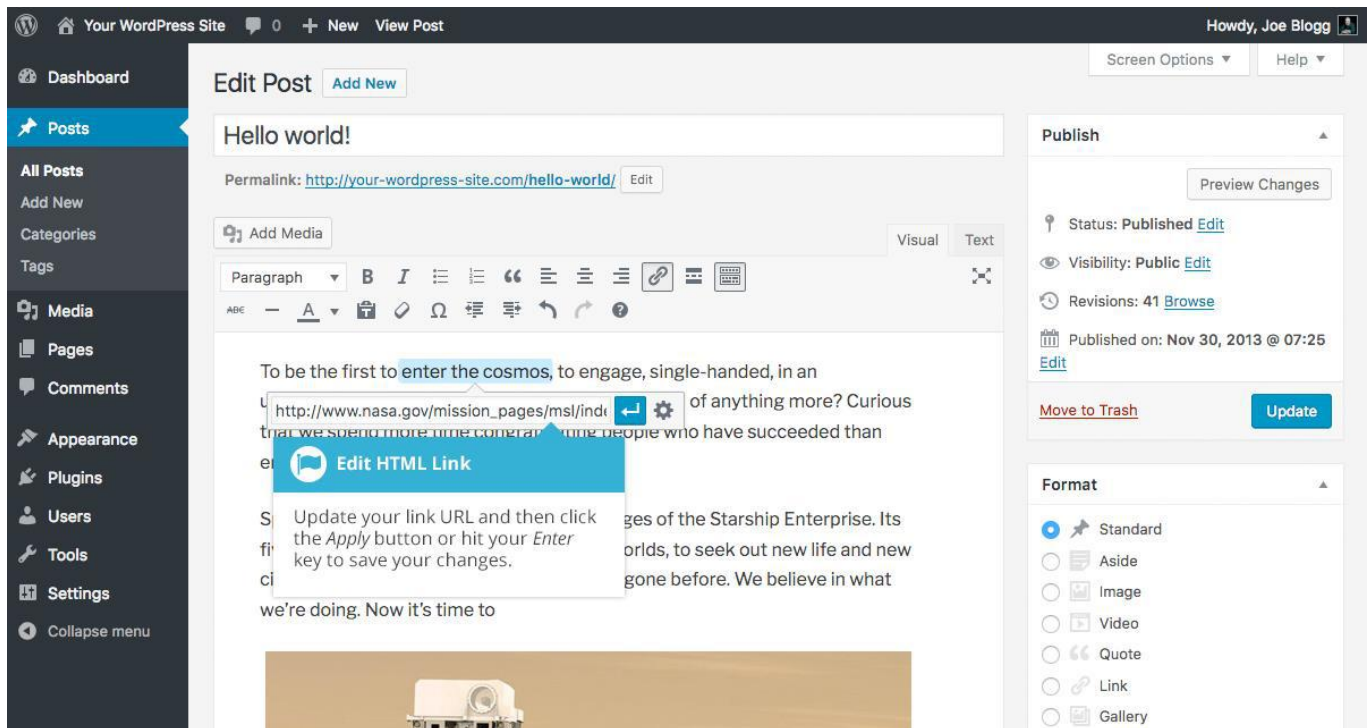 Your WordPress Site 0 + New View Post Howdy, Joe Blogg
Screen Options Help
Dashboard
Posts
All Posts
Add New
Categories
Tags
Media
Pages
Comments
Appearance
Plugins
Users
Tools
Settings
Collapse menu
Edit Post Add New
Hello world!
Permalink: http://your-wordpress-site.com/hello-world/ Edit
Add Media
Visual Text
Paragraph B I
ABC A T Ω
To be the first to enter the cosmos, to engage, single-handed, in an
http://www.nasa.gov/mission_pages/msl/inde of anything more? Curious
that we spend more time congratulating people who have succeeded than
Edit HTML Link
Update your link URL and then click
the Apply button or hit your Enter
key to save your changes.
ges of the Starship Enterprise. Its
orlds, to seek out new life and new
gone before. We believe in what
we're doing. Now it's time to
Publish
Preview Changes
Status: Published Edit
Visibility: Public Edit
Revisions: 41 Browse
Published on: Nov 30, 2013 @ 07:25
Edit
Move to Trash Update
Format
Standard
Aside
Image
Video
Quote
Link
Gallery